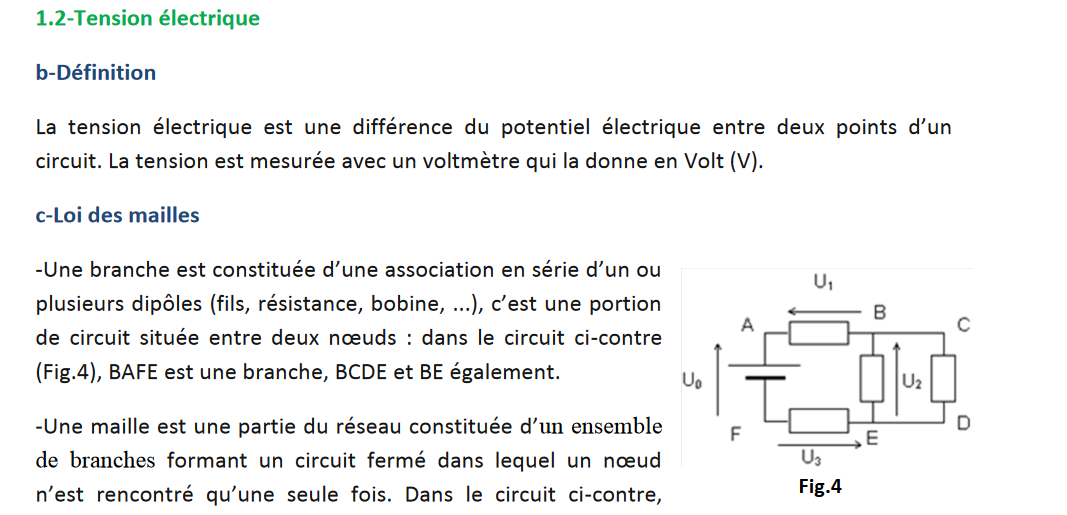 1.2-Tension électrique
b-Définition
La tension électrique est une différence du potentiel électrique entre deux points d’un
circuit. La tension est mesurée avec un voltmètre qui la donne en Volt (V).
c-Loi des mailles
-Une branche est constituée d’une association en série d’un ou
plusieurs dipôles (fils, résistance, bobine, ...), c’est une portion
de circuit située entre deux nœuds : dans le circuit ci-contre
(Fig.4), BAFE est une branche, BCDE et BE également.
-Une maille est une partie du réseau constituée d’un ensemble
de branches formant un circuit fermé dans lequel un nœud
n’est rencontré qu’une seule fois. Dans le circuit ci-contre,
U₁
A
B
C
U₀
U₂
F
E
D
U₃
Fig.4